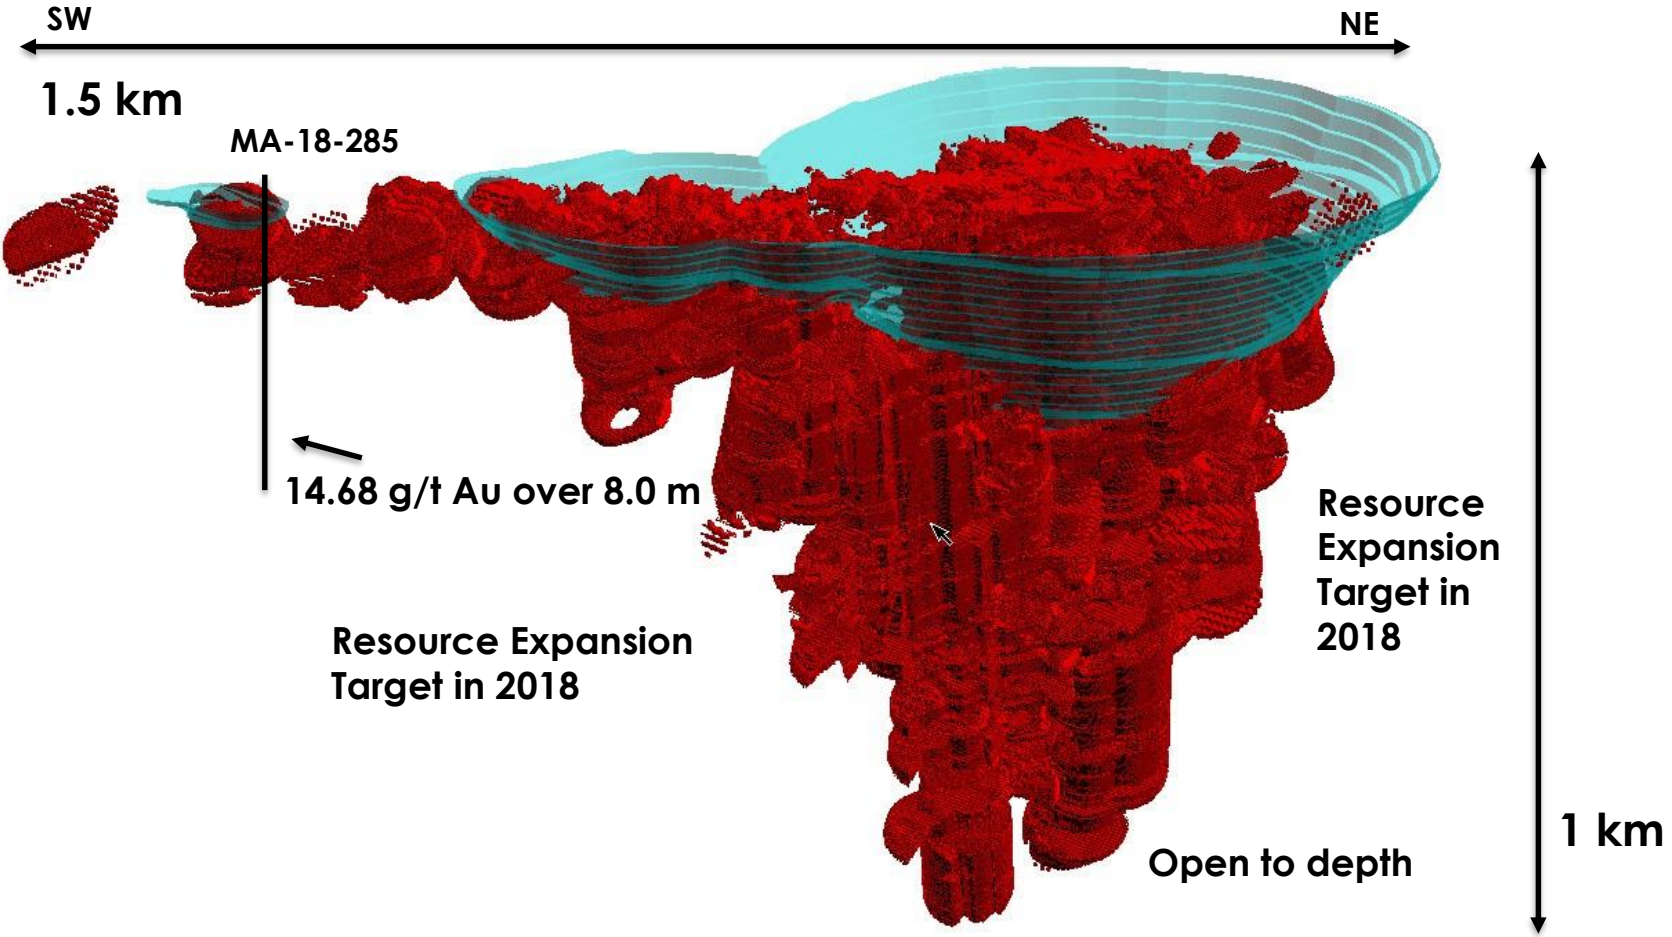 SW
NE
1.5 km
MA-18-285
14.68 g/t Au over 8.0 m
Resource
Expansion
Target in
2018
Resource Expansion
Target in 2018
1 km
Open to depth